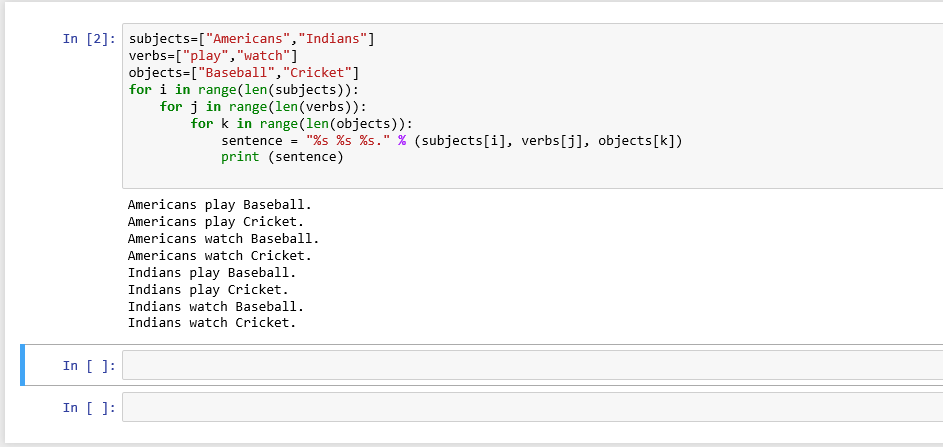 In [2]: subjects=["Americans","Indians"]
verbs=["play","watch"]
objects=["Baseball","Cricket"]
for i in range(len(subjects)):
    for j in range(len(verbs)):
        for k in range(len(objects)):
            sentence = "%s %s %s." % (subjects[i], verbs[j], objects[k])
            print (sentence)
Americans play Baseball.
Americans play Cricket.
Americans watch Baseball.
Americans watch Cricket.
Indians play Baseball.
Indians play Cricket.
Indians watch Baseball.
Indians watch Cricket.
In [ ]:
In [ ]: